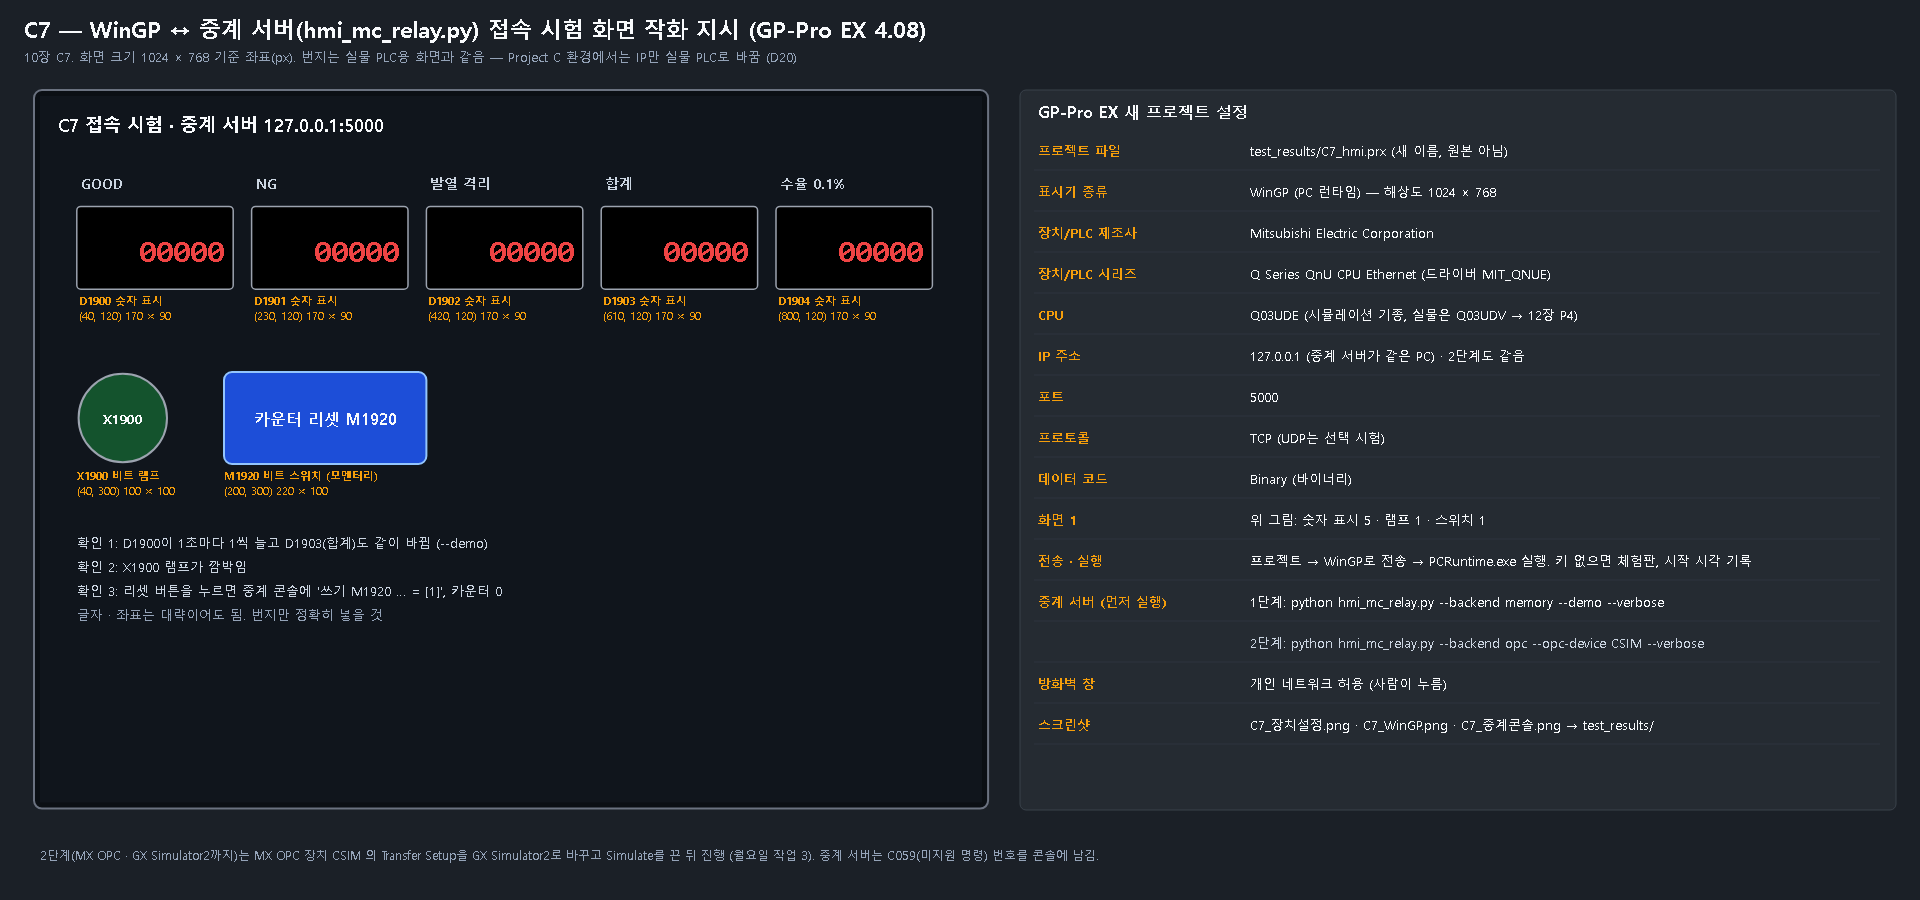 C7 — WinGP ↔ 중계 서버(hmi_mc_relay.py) 접속 시험 화면 작화 지시 (GP-Pro EX 4.08)
10장 C7. 화면 크기 1024 × 768 기준 좌표(px). 번지는 실물 PLC용 화면과 같음 — Project C 환경에서는 IP만 실물 PLC로 바꿈 (D20)
C7 접속 시험 · 중계 서버 127.0.0.1:5000
GOOD NG 발열 격리 합계 수율 0.1%
00000 00000 00000 00000 00000
D1900 숫자 표시 D1901 숫자 표시 D1902 숫자 표시 D1903 숫자 표시 D1904 숫자 표시
(40, 120) 170 × 90 (230, 120) 170 × 90 (420, 120) 170 × 90 (610, 120) 170 × 90 (800, 120) 170 × 90
X1900 카운터 리셋 M1920
X1900 비트 램프 M1920 비트 스위치 (모멘터리)
(40, 300) 100 × 100 (200, 300) 220 × 100
확인 1: D1900이 1초마다 1씩 늘고 D1903(합계)도 같이 바뀜 (--demo)
확인 2: X1900 램프가 깜박임
확인 3: 리셋 버튼을 누르면 중계 콘솔에 '쓰기 M1920 ... = [1]', 카운터 0
글자 · 좌표는 대략이어도 됨. 번지만 정확히 넣을 것
GP-Pro EX 새 프로젝트 설정
프로젝트 파일 test_results/C7_hmi.prx (새 이름, 원본 아님)
표시기 종류 WinGP (PC 런타임) — 해상도 1024 × 768
장치/PLC 제조사 Mitsubishi Electric Corporation
장치/PLC 시리즈 Q Series QnU CPU Ethernet (드라이버 MIT_QNUE)
CPU Q03UDE (시뮬레이션 기종, 실물은 Q03UDV → 12장 P4)
IP 주소 127.0.0.1 (중계 서버가 같은 PC) · 2단계도 같음
포트 5000
프로토콜 TCP (UDP는 선택 시험)
데이터 코드 Binary (바이너리)
화면 1 위 그림: 숫자 표시 5 · 램프 1 · 스위치 1
전송 · 실행 프로젝트 → WinGP로 전송 → PCRuntime.exe 실행. 키 없으면 체험판, 시작 시각 기록
중계 서버 (먼저 실행) 1단계: python hmi_mc_relay.py --backend memory --demo --verbose
2단계: python hmi_mc_relay.py --backend opc --opc-device CSIM --verbose
방화벽 창 개인 네트워크 허용 (사람이 누름)
스크린샷 C7_장치설정.png · C7_WinGP.png · C7_중계콘솔.png → test_results/
2단계(MX OPC · GX Simulator2까지)는 MX OPC 장치 CSIM 의 Transfer Setup을 GX Simulator2로 바꾸고 Simulate를 끈 뒤 진행 (월요일 작업 3). 중계 서버는 C059(미지원 명령) 번호를 콘솔에 남김.